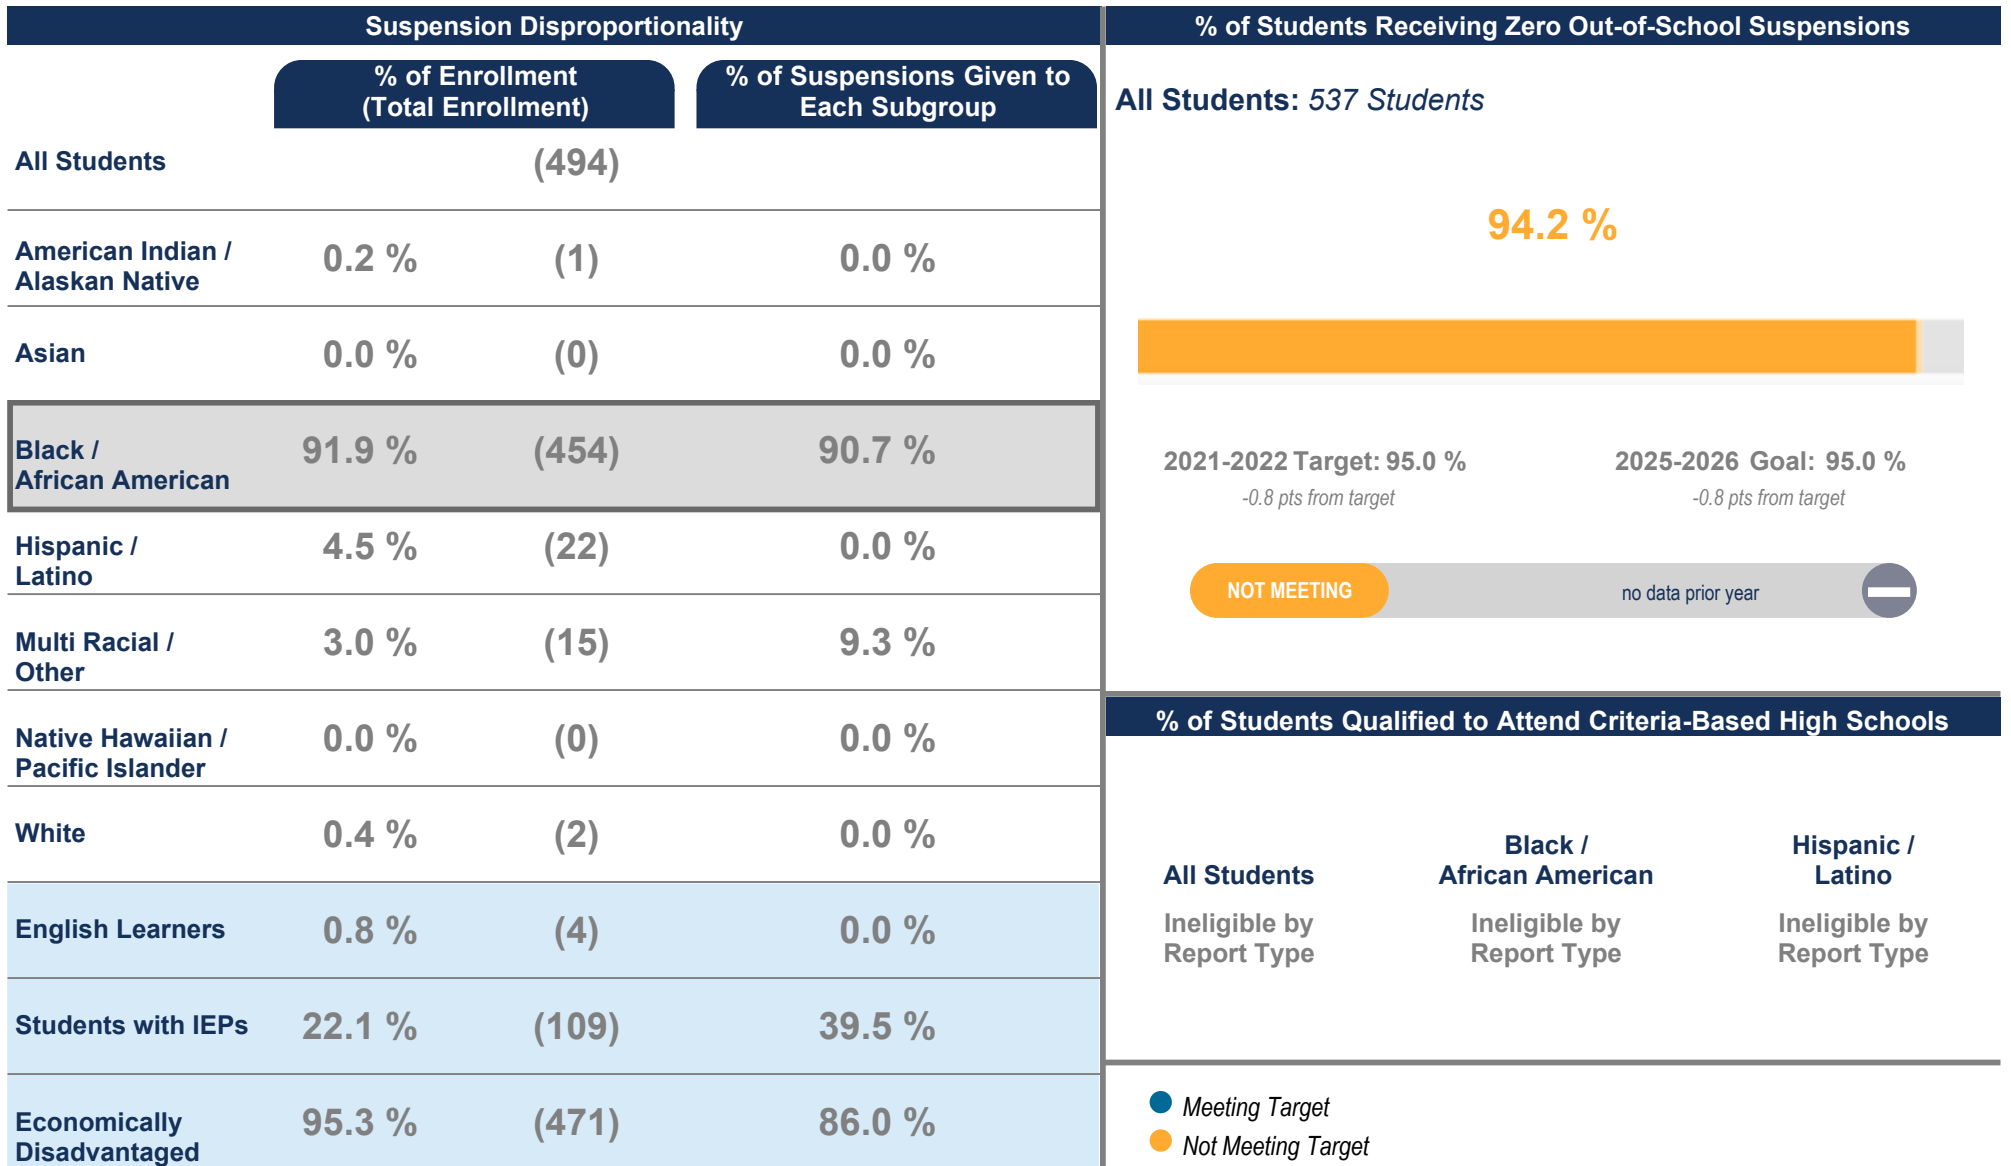 Suspension Disproportionality
% of Enrollment
(Total Enrollment)
% of Suspensions Given to
Each Subgroup
All Students
(494)
American Indian /
Alaskan Native
0.2 % (1) 0.0 %
Asian 0.0 % (0) 0.0 %
Black /
African American
91.9 % (454) 90.7 %
Hispanic /
Latino
4.5 % (22) 0.0 %
Multi Racial /
Other
3.0 % (15) 9.3 %
Native Hawaiian /
Pacific Islander
0.0 % (0) 0.0 %
White 0.4 % (2) 0.0 %
English Learners 0.8 % (4) 0.0 %
Students with IEPs 22.1 % (109) 39.5 %
Economically
Disadvantaged
95.3 % (471) 86.0 %
% of Students Receiving Zero Out-of-School Suspensions
All Students: 537 Students
94.2 %
2021-2022 Target: 95.0 %
-0.8 pts from target
2025-2026 Goal: 95.0 %
-0.8 pts from target
NOT MEETING
no data prior year
% of Students Qualified to Attend Criteria-Based High Schools
All Students
Ineligible by
Report Type
Black /
African American
Ineligible by
Report Type
Hispanic /
Latino
Ineligible by
Report Type
Meeting Target
Not Meeting Target